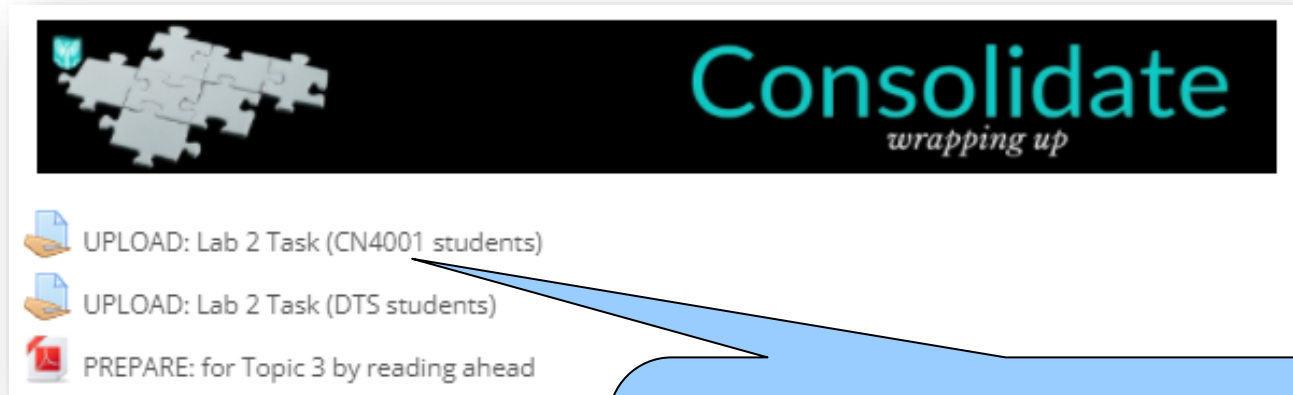 Consolidate
wrapping up
UPLOAD: Lab 2 Task (CN4001 students)
UPLOAD: Lab 2 Task (DTS students)
PREPARE: for Topic 3 by reading ahead